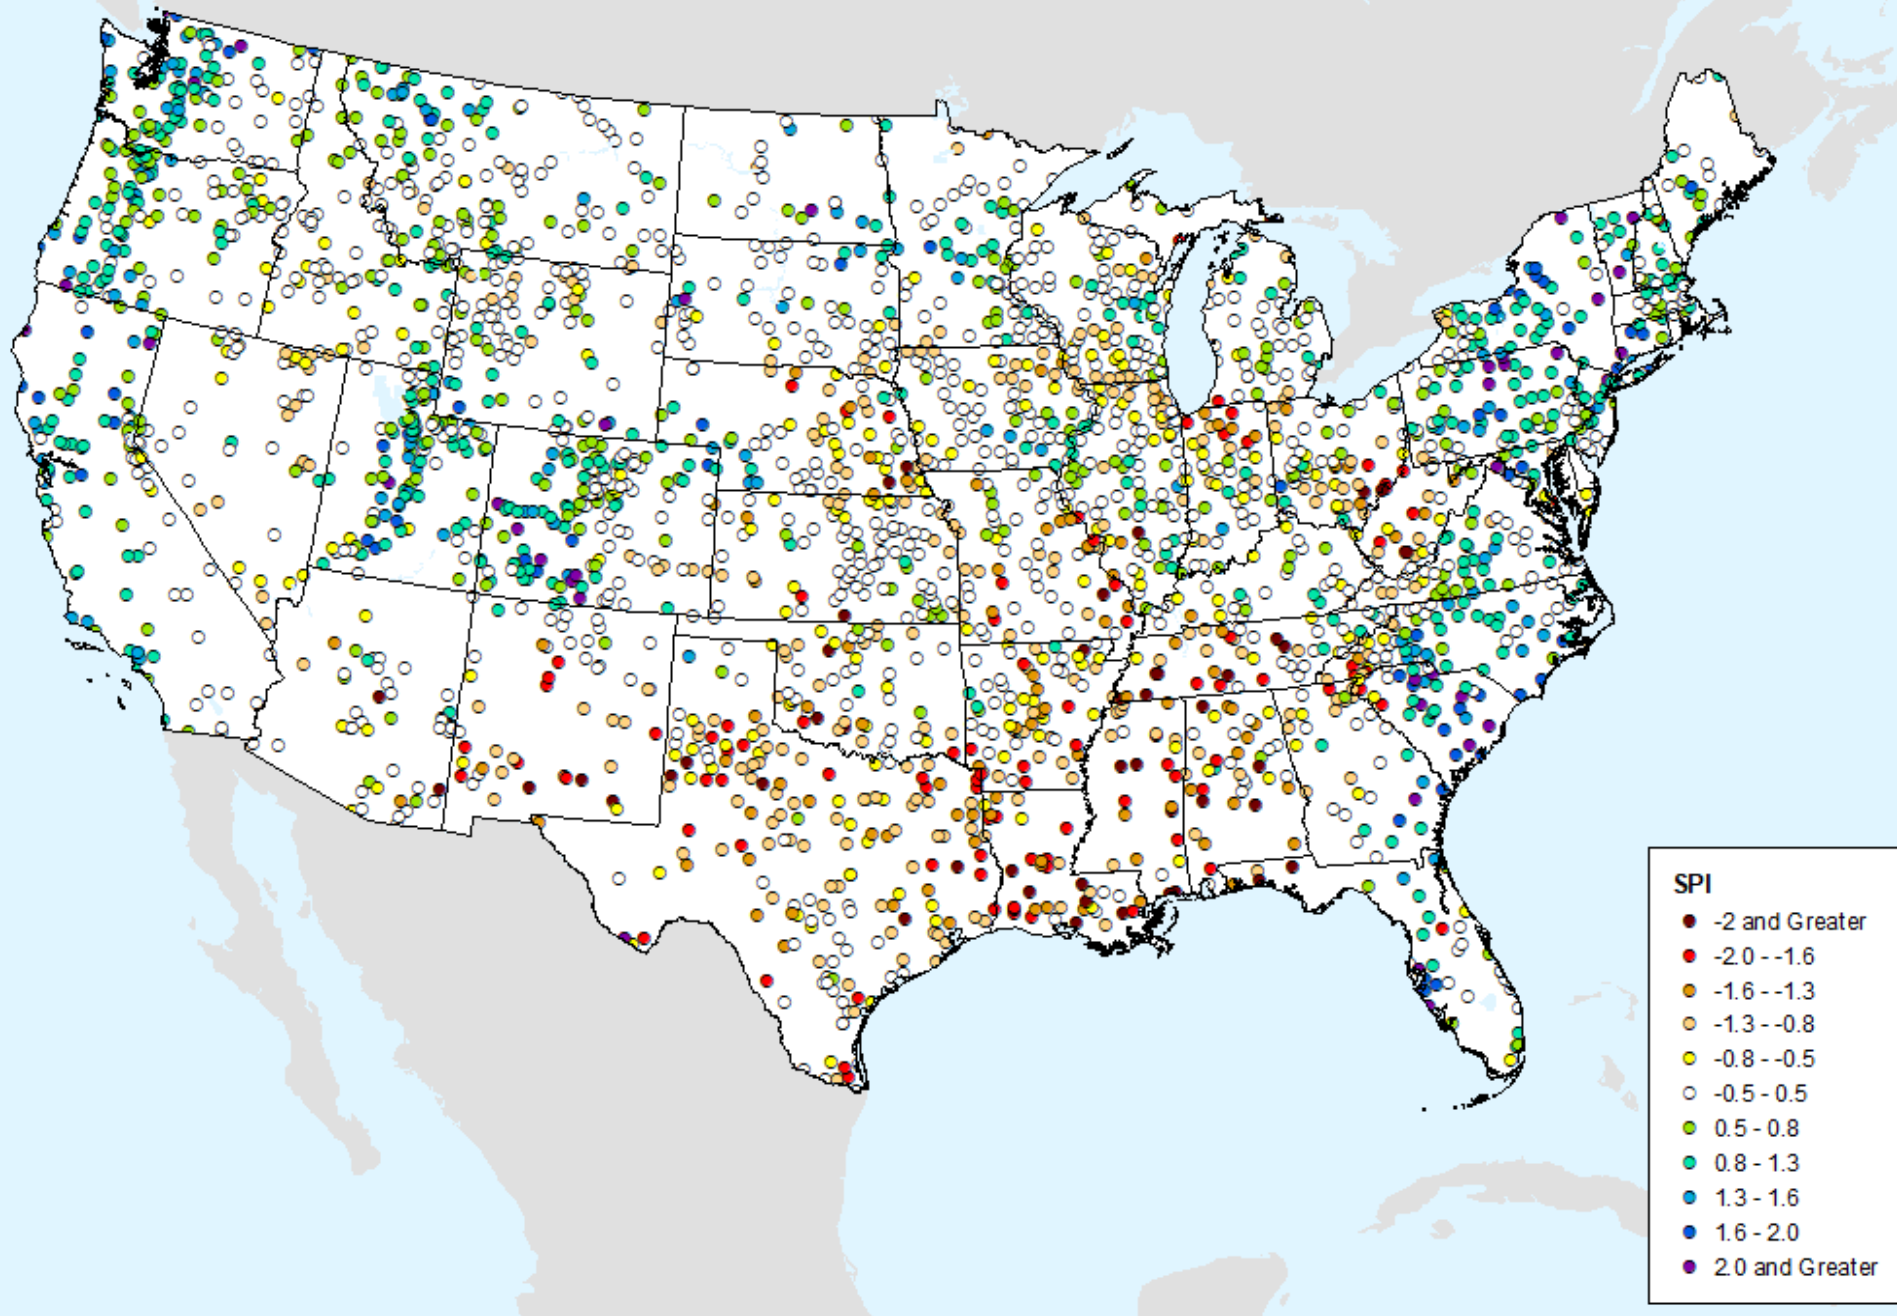 SPI
-2 and Greater
-2.0 - -1.6
-1.6 - -1.3
-1.3 - -0.8
-0.8 - -0.5
-0.5 - 0.5
0.5 - 0.8
0.8 - 1.3
1.3 - 1.6
1.6 - 2.0
2.0 and Greater